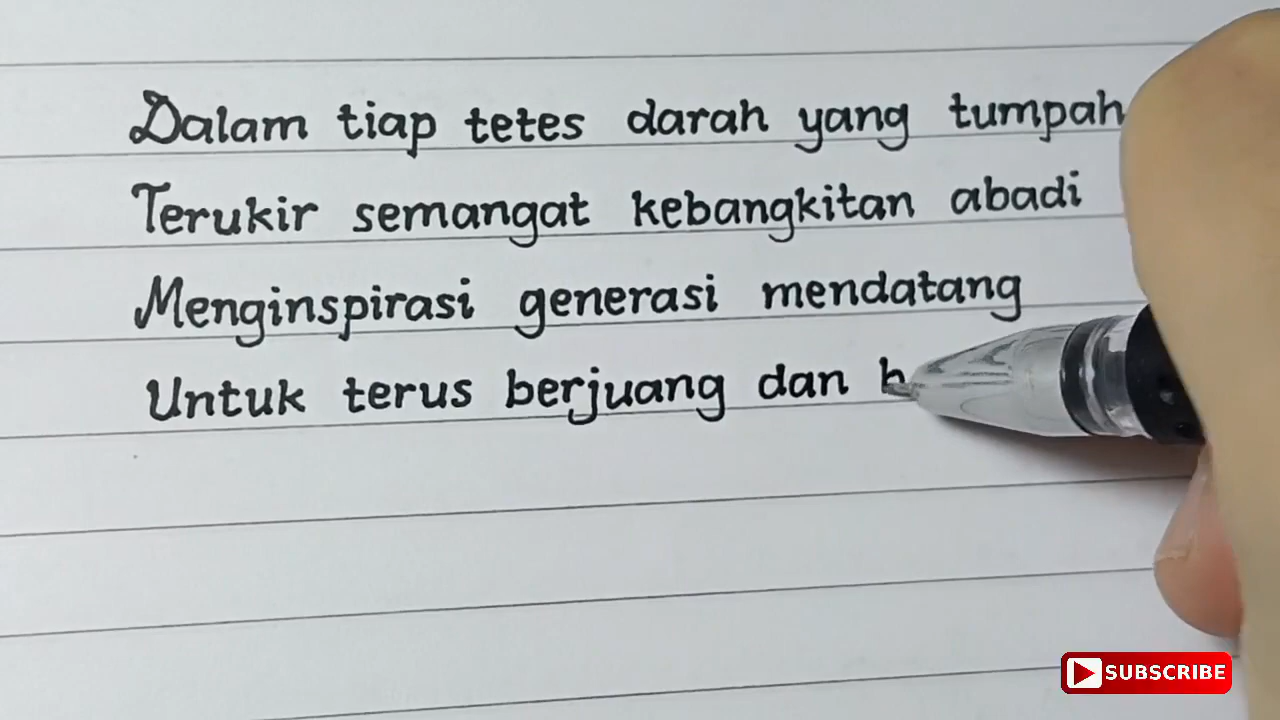 Dalam tiap tetes darah yang tumpah
Terukir semangat kebangkitan abadi
Menginspirasi generasi mendatang
Untuk terus berjuang dan
SUBSCRIBE